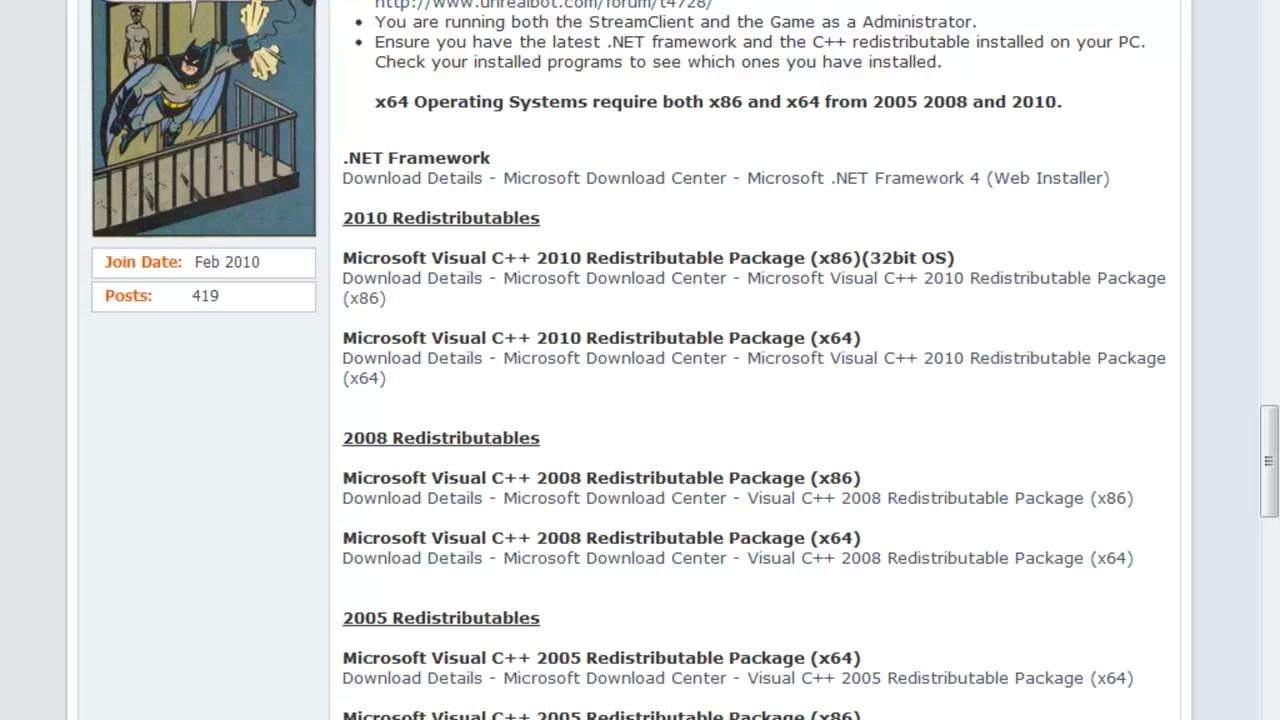 http://www.unrealbot.com/forum/t4728/
You are running both the StreamClient and the Game as a Administrator.
Ensure you have the latest .NET framework and the C++ redistributable installed on your PC.
Check your installed programs to see which ones you have installed.
x64 Operating Systems require both x86 and x64 from 2005 2008 and 2010.
.NET Framework
Download Details - Microsoft Download Center - Microsoft .NET Framework 4 (Web Installer)
2010 Redistributables
Join Date: Feb 2010
Posts: 419
Microsoft Visual C++ 2010 Redistributable Package (x86)(32bit OS)
Download Details - Microsoft Download Center - Microsoft Visual C++ 2010 Redistributable Package
(x86)
Microsoft Visual C++ 2010 Redistributable Package (x64)
Download Details - Microsoft Download Center - Microsoft Visual C++ 2010 Redistributable Package
(x64)
2008 Redistributables
Microsoft Visual C++ 2008 Redistributable Package (x86)
Download Details - Microsoft Download Center - Visual C++ 2008 Redistributable Package (x86)
Microsoft Visual C++ 2008 Redistributable Package (x64)
Download Details - Microsoft Download Center - Visual C++ 2008 Redistributable Package (x64)
2005 Redistributables
Microsoft Visual C++ 2005 Redistributable Package (x64)
Download Details - Microsoft Download Center - Visual C++ 2005 Redistributable Package (x64)
Microsoft Visual C++ 2005 Redistributable Package (x86)